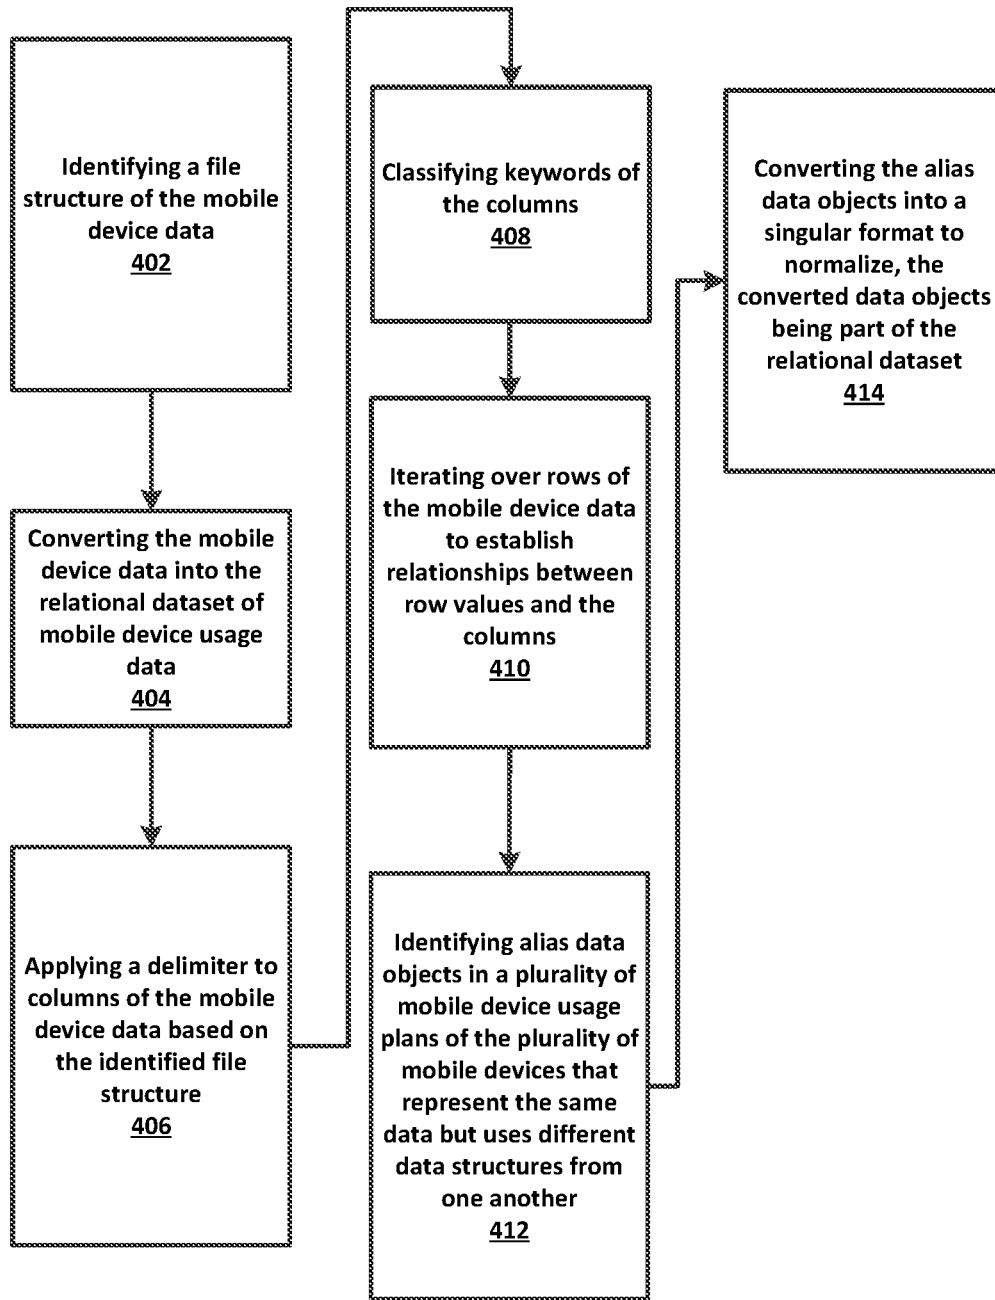 Identifying a file
structure of the mobile
device data
402
Converting the mobile
device data into the
relational dataset of
mobile device usage
data
404
Applying a delimiter to
columns of the mobile
device data based on
the identified file
structure
406
Classifying keywords of
the columns
408
Iterating over rows of
the mobile device data
to establish
relationships between
row values and the
columns
410
Identifying alias data
objects in a plurality of
mobile device usage
plans of the plurality of
mobile devices that
represent the same
data but uses different
data structures from
one another
412
Converting the alias
data objects into a
singular format to
normalize, the
converted data objects
being part of the
relational dataset
414